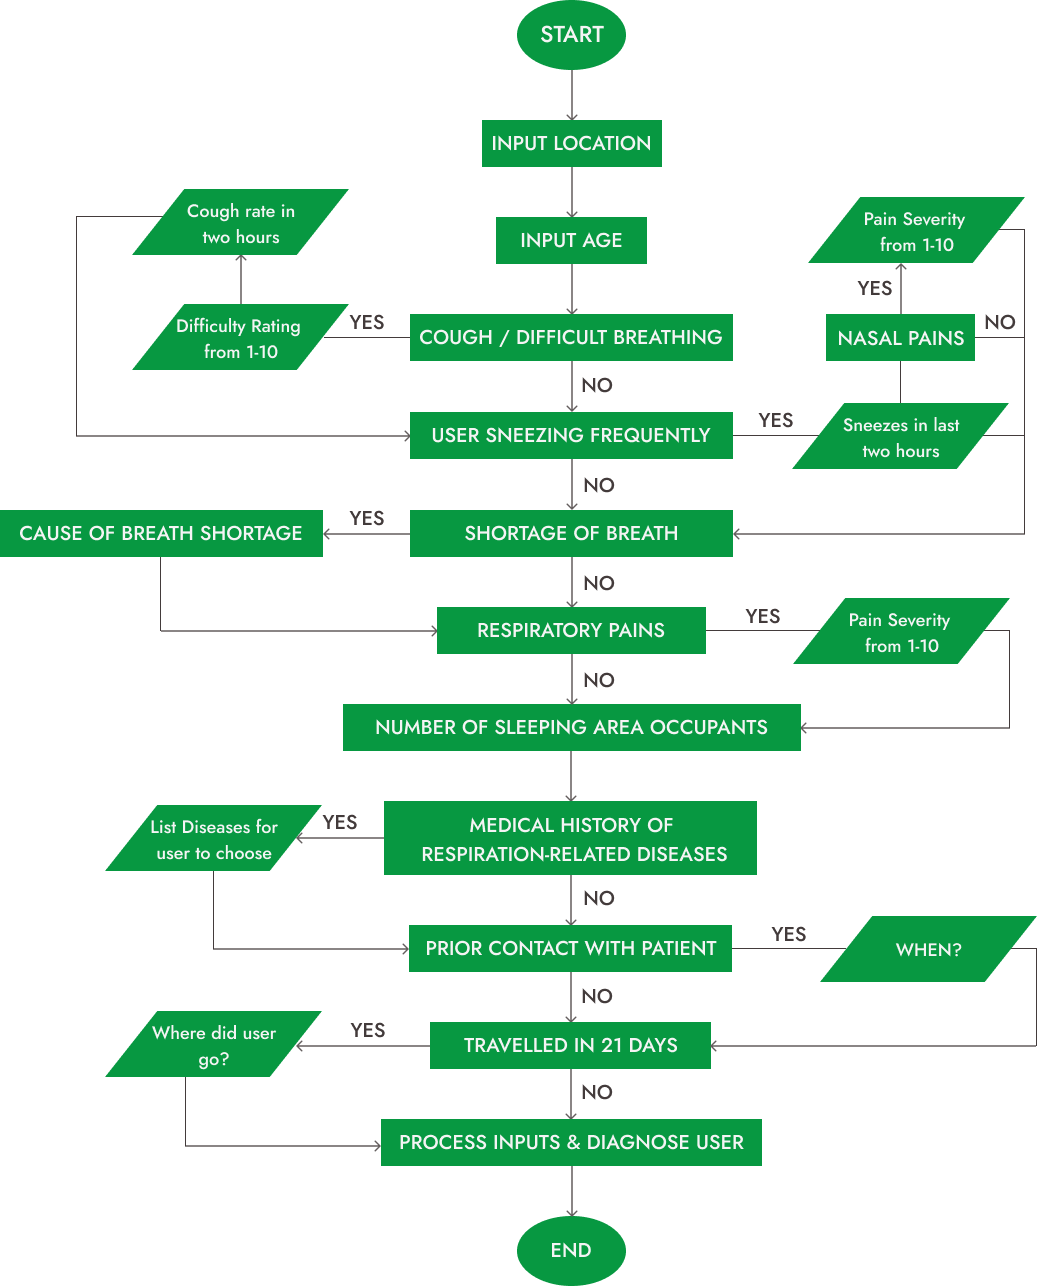 START
INPUT LOCATION
Cough rate in
two hours
Pain Severity
from 1-10
INPUT AGE
YES
Difficulty Rating
from 1-10
YES
COUGH / DIFFICULT BREATHING
NASAL PAINS
NO
NO
USER SNEEZING FREQUENTLY
YES
Sneezes in last
two hours
NO
CAUSE OF BREATH SHORTAGE
YES
SHORTAGE OF BREATH
NO
RESPIRATORY PAINS
YES
Pain Severity
from 1-10
NO
NUMBER OF SLEEPING AREA OCCUPANTS
List Diseases for
user to choose
YES
MEDICAL HISTORY OF
RESPIRATION-RELATED DISEASES
NO
PRIOR CONTACT WITH PATIENT
YES
WHEN?
NO
Where did user
go?
YES
TRAVELLED IN 21 DAYS
NO
PROCESS INPUTS & DIAGNOSE USER
END